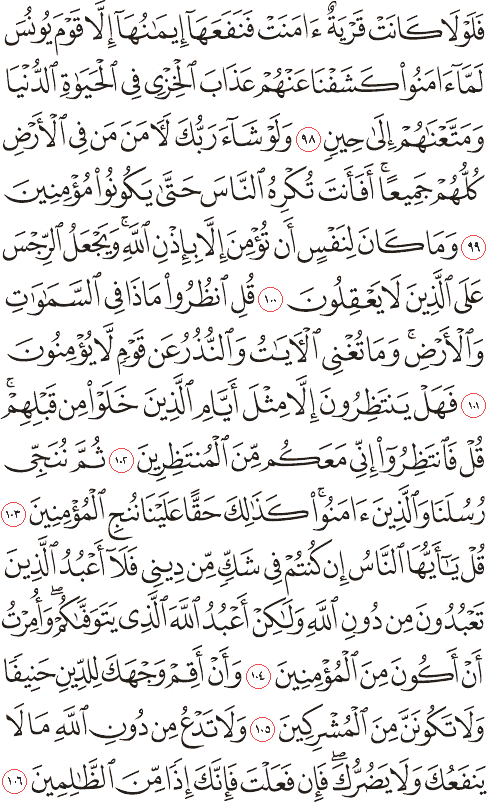 فَلَوۡلَا كَانَتۡ قَرۡيَةٌ ءَامَنَتۡ فَنَفَعَهَآ إِيمَٰنُهَآ إِلَّا قَوۡمَ يُونُسَ
لَمَّآ ءَامَنُواْ كَشَفۡنَا عَنۡهُمۡ عَذَابَ ٱلۡخِزۡيِ فِي ٱلۡحَيَوٰةِ ٱلدُّنۡيَا
وَمَتَّعۡنَٰهُمۡ إِلَىٰ حِينٖ ٩٨ وَلَوۡ شَآءَ رَبُّكَ لَأٓمَنَ مَن فِي ٱلۡأَرۡضِ
كُلُّهُمۡ جَمِيعًاۚ أَفَأَنتَ تُكۡرِهُ ٱلنَّاسَ حَتَّىٰ يَكُونُواْ مُؤۡمِنِينَ
٩٩ وَمَا كَانَ لِنَفۡسٍ أَن تُؤۡمِنَ إِلَّا بِإِذۡنِ ٱللَّهِۚ وَيَجۡعَلُ ٱلرِّجۡسَ
عَلَى ٱلَّذِينَ لَا يَعۡقِلُونَ ١٠٠ قُلِ ٱنظُرُواْ مَاذَا فِي ٱلسَّمَٰوَٰتِ
وَٱلۡأَرۡضِۚ وَمَا تُغۡنِي ٱلۡأٓيَٰتُ وَٱلنُّذُرُ عَن قَوۡمٖ لَّا يُؤۡمِنُونَ
١٠١ فَهَلۡ يَنتَظِرُونَ إِلَّا مِثۡلَ أَيَّامِ ٱلَّذِينَ خَلَوۡاْ مِن قَبۡلِهِمۡۚ
قُلۡ فَٱنتَظِرُوٓاْ إِنِّي مَعَكُم مِّنَ ٱلۡمُنتَظِرِينَ ١٠٢ ثُمَّ نُنَجِّي
رُسُلَنَا وَٱلَّذِينَ ءَامَنُواْۚ كَذَٰلِكَ حَقًّا عَلَيۡنَا نُنجِ ٱلۡمُؤۡمِنِينَ ١٠٣
قُلۡ يَٰٓأَيُّهَا ٱلنَّاسُ إِن كُنتُمۡ فِي شَكّٖ مِّن دِينِي فَلَآ أَعۡبُدُ ٱلَّذِينَ
تَعۡبُدُونَ مِن دُونِ ٱللَّهِ وَلَٰكِنۡ أَعۡبُدُ ٱللَّهَ ٱلَّذِي يَتَوَفَّىٰكُمۡۖ وَأُمِرۡتُ
أَنۡ أَكُونَ مِنَ ٱلۡمُؤۡمِنِينَ ١٠٤ وَأَنۡ أَقِمۡ وَجۡهَكَ لِلدِّينِ حَنِيفٗا
وَلَا تَكُونَنَّ مِنَ ٱلۡمُشۡرِكِينَ ١٠٥ وَلَا تَدۡعُ مِن دُونِ ٱللَّهِ مَا لَا
يَنفَعُكَ وَلَا يَضُرُّكَۖ فَإِن فَعَلۡتَ فَإِنَّكَ إِذٗا مِّنَ ٱلظَّٰلِمِينَ ١٠٦